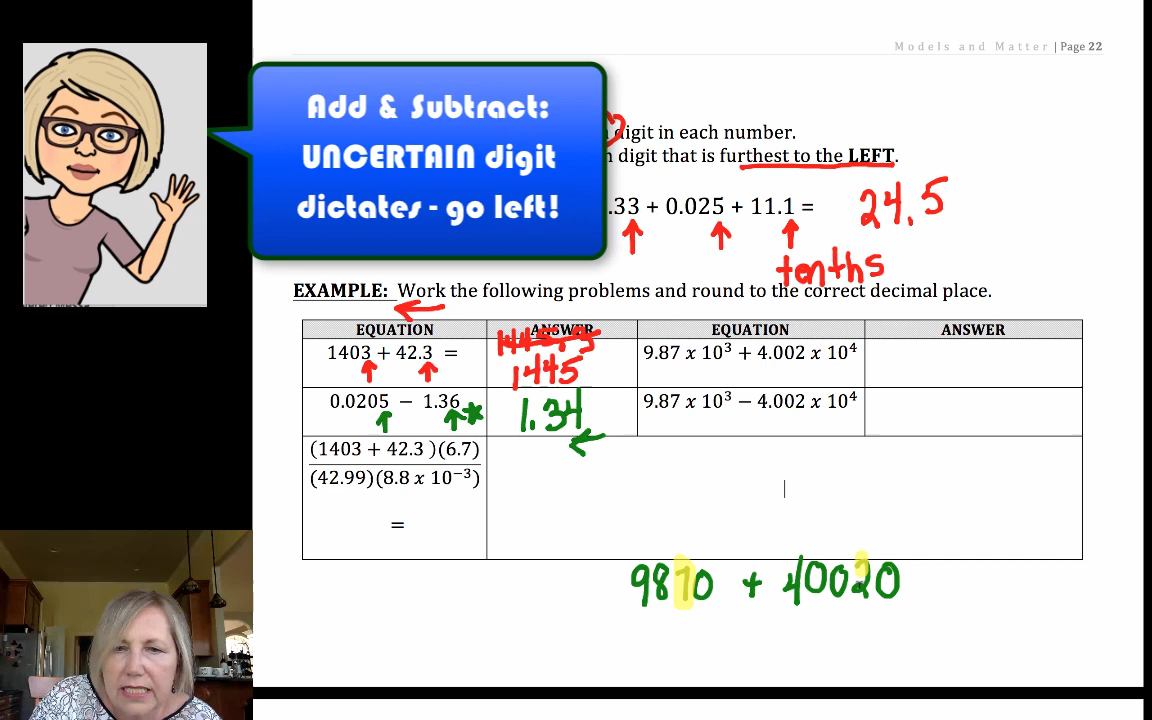 Models and Matter | Page 22
Add & Subtract:
UNCERTAIN digit
dictates - go left!
digit in each number.
digit that is furthest to the LEFT.
.33 + 0.025 + 11.1 = 24.5
tenths
EXAMPLE: Work the following problems and round to the correct decimal place.
EQUATION ANSWER EQUATION ANSWER
1403 + 42.3 = 1445.3 9.87 x 10³ + 4.002 x 10⁴
1445
0.0205 − 1.36 * 1.34 9.87 x 10³ − 4.002 x 10⁴
(1403 + 42.3 )(6.7)
(42.99)(8.8 x 10⁻³)
=
9870 + 40020